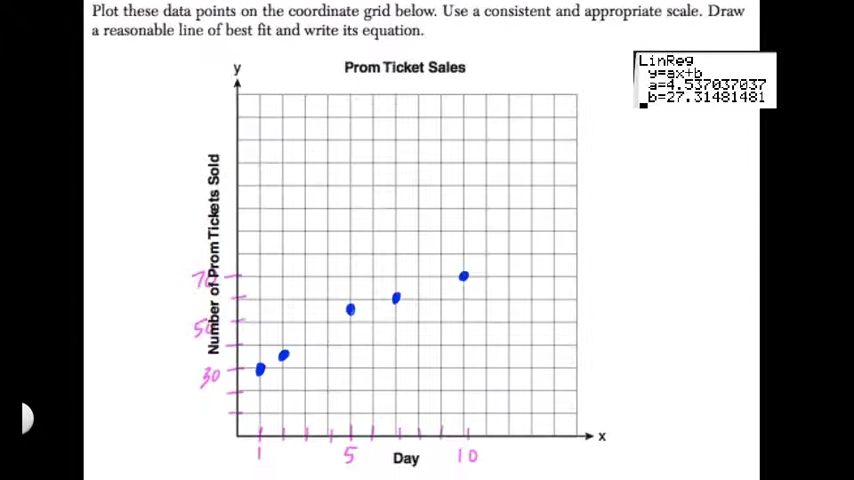 Plot these data points on the coordinate grid below. Use a consistent and appropriate scale. Draw
a reasonable line of best fit and write its equation.
y
Prom Ticket Sales
LinReg
y=ax+b
a=4.537037037
b=27.31481481
Number of Prom Tickets Sold
70
50
30
x
1
5
Day
10